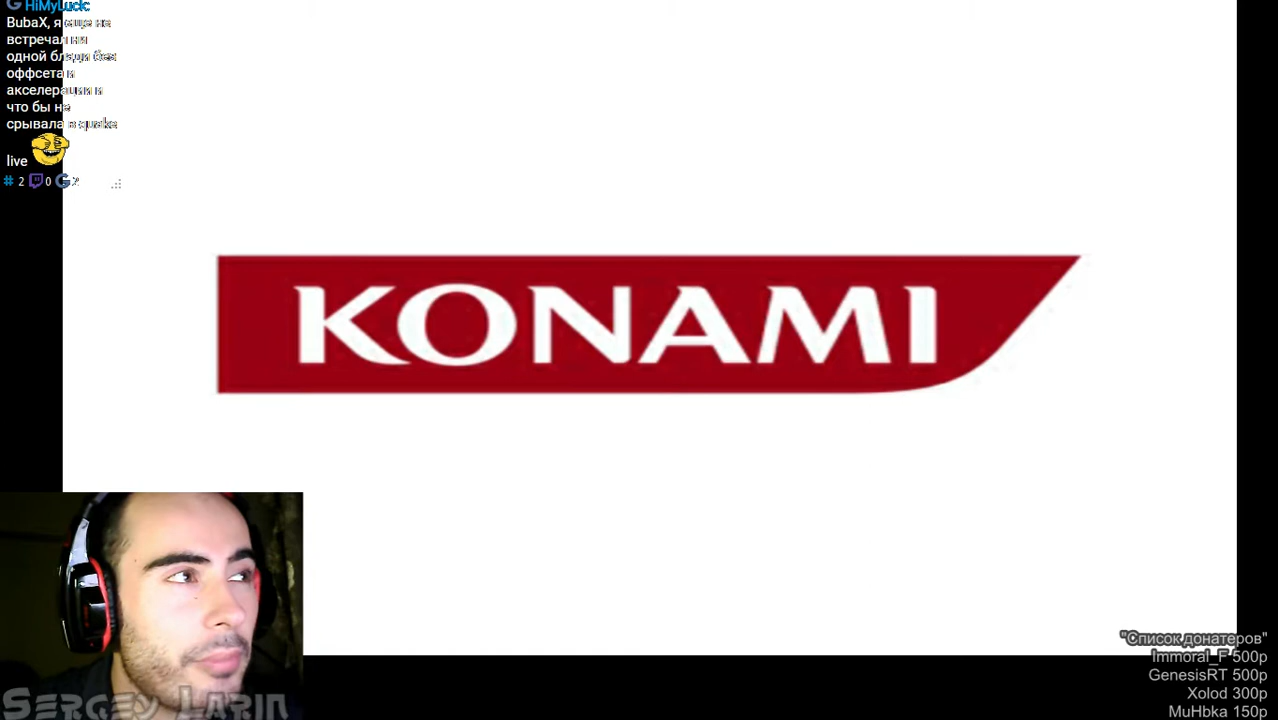 HiMyLuck
BubaX, я еще не
встречал ни
одной бляди без
оффсета и
акселерации и
что бы не
срывала в quake
live
2 0 2
KONAMI
"Список донатеров"
Immoral_F 500р
GenesisRT 500р
Xolod 300р
MuHbka 150р
Sergey Larin